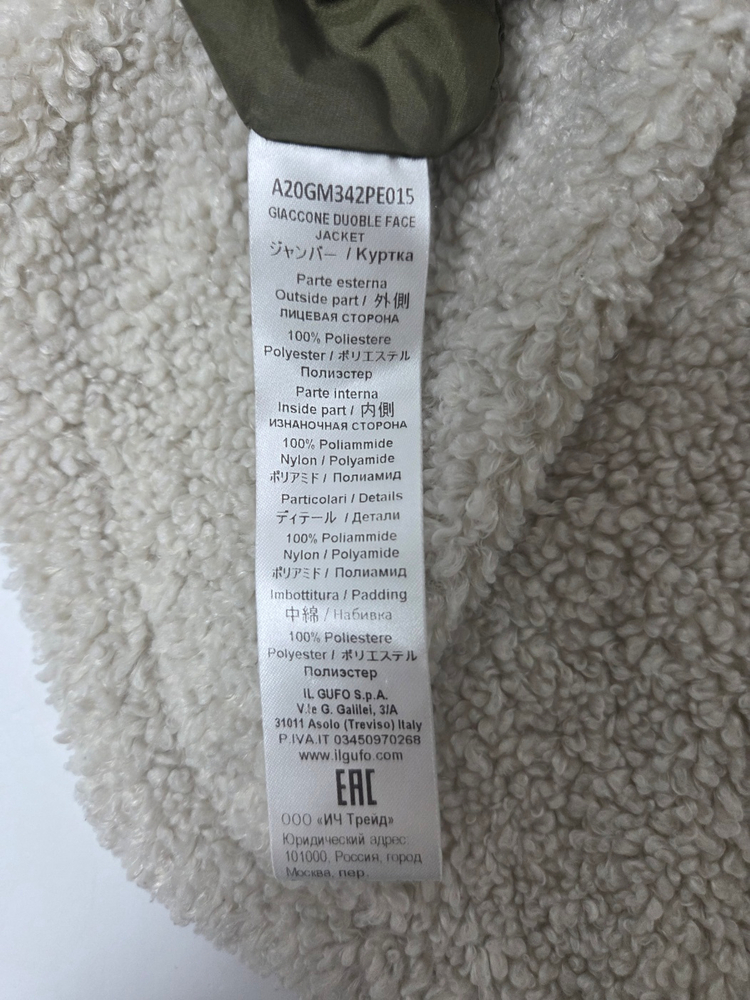 A20GM342PE015
GIACCONE DUOBLE FACE
JACKET
ジャンパー / Куртка
Parte esterna
Outside part / 外側
ЛИЦЕВАЯ СТОРОНА
100% Poliestere
Polyester / ポリエステル
Полиэстер
Parte interna
Inside part / 内側
ИЗНАНОЧНАЯ СТОРОНА
100% Poliammide
Nylon / Polyamide
ポリアミド / Полиамид
Particolari / Details
ディテール / Детали
100% Poliammide
Nylon / Polyamide
ポリアミド / Полиамид
Imbottitura / Padding
中綿 / Набивка
100% Poliestere
Polyester / ポリエステル
Полиэстер
IL GUFO S.p.A.
V.le G. Galilei, 3/A
31011 Asolo (Treviso) Italy
P.IVA.IT 03450970268
www.ilgufo.com
EAC
ООО «ИЧ Трейд»
Юридический адрес:
101000, Россия, город
Москва, пер.